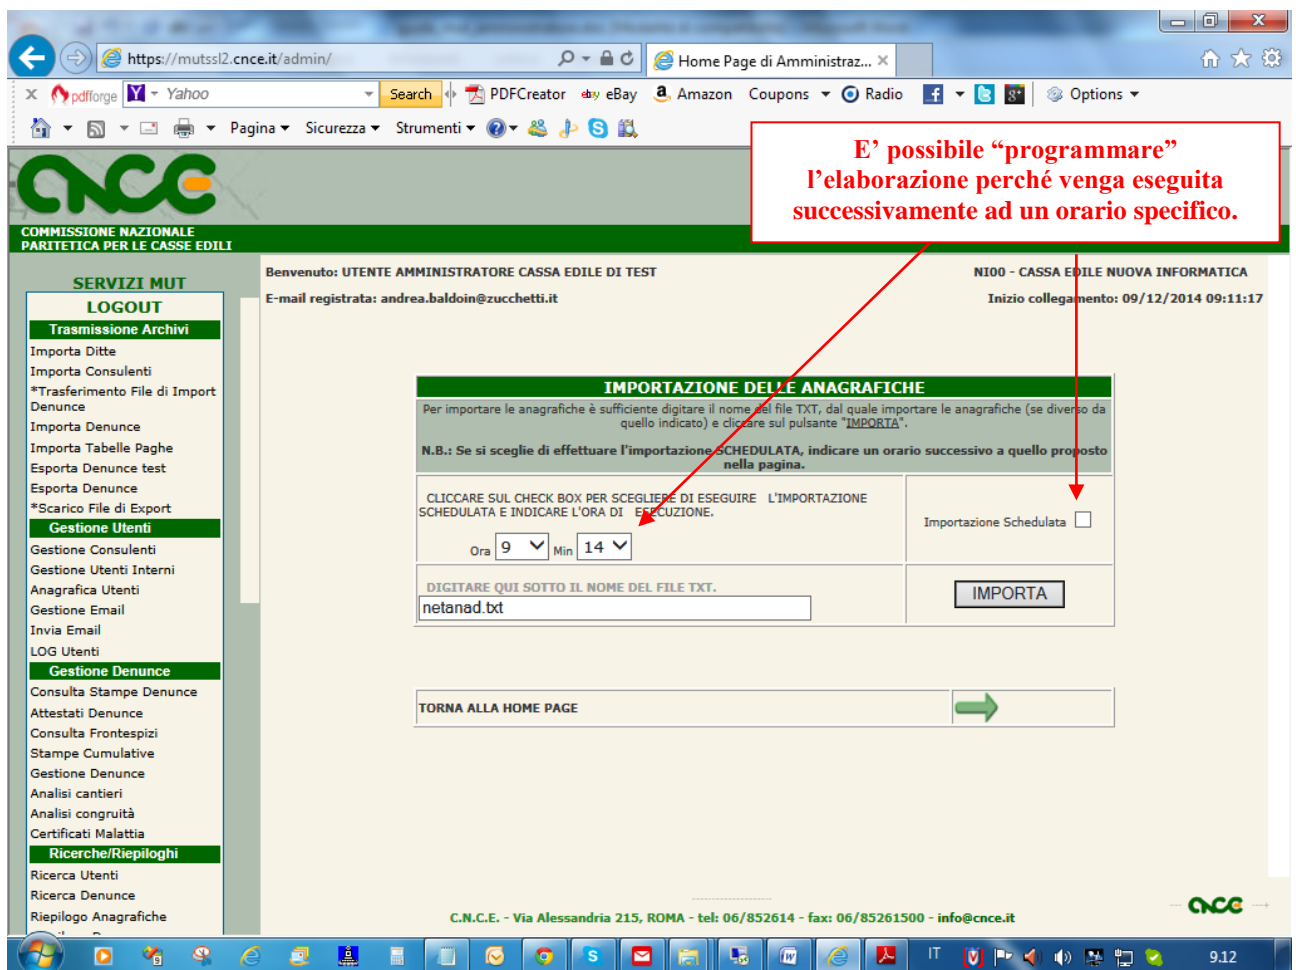 https://mutssl2.cnce.it/admin/
Home Page di Amministraz...
x pdfforge Y! Yahoo Search PDFCreator eBay Amazon Coupons Radio Options
Pagina Sicurezza Strumenti
E' possibile “programmare”
l’elaborazione perché venga eseguita
successivamente ad un orario specifico.
CNCE
COMMISSIONE NAZIONALE
PARITETICA PER LE CASSE EDILI
SERVIZI MUT
LOGOUT
Trasmissione Archivi
Importa Ditte
Importa Consulenti
*Trasferimento File di Import
Denunce
Importa Denunce
Importa Tabelle Paghe
Esporta Denunce test
Esporta Denunce
*Scarico File di Export
Gestione Utenti
Gestione Consulenti
Gestione Utenti Interni
Anagrafica Utenti
Gestione Email
Invia Email
LOG Utenti
Gestione Denunce
Consulta Stampe Denunce
Attestati Denunce
Consulta Frontespizi
Stampe Cumulative
Gestione Denunce
Analisi cantieri
Analisi congruità
Certificati Malattia
Ricerche/Riepiloghi
Ricerca Utenti
Ricerca Denunce
Riepilogo Anagrafiche
Benvenuto: UTENTE AMMINISTRATORE CASSA EDILE DI TEST
NI00 - CASSA EDILE NUOVA INFORMATICA
E-mail registrata: andrea.baldoin@zucchetti.it
Inizio collegamento: 09/12/2014 09:11:17
IMPORTAZIONE DELLE ANAGRAFICHE
Per importare le anagrafiche è sufficiente digitare il nome del file TXT, dal quale importare le anagrafiche (se diverso da
quello indicato) e cliccare sul pulsante "IMPORTA".
N.B.: Se si sceglie di effettuare l'importazione SCHEDULATA, indicare un orario successivo a quello proposto
nella pagina.
CLICCARE SUL CHECK BOX PER SCEGLIERE DI ESEGUIRE L'IMPORTAZIONE
SCHEDULATA E INDICARE L'ORA DI ESECUZIONE.
Ora 9 Min 14
Importazione Schedulata
DIGITARE QUI SOTTO IL NOME DEL FILE TXT.
netanad.txt
IMPORTA
TORNA ALLA HOME PAGE
C.N.C.E. - Via Alessandria 215, ROMA - tel: 06/852614 - fax: 06/85261500 - info@cnce.it
CNCE
IT
9.12